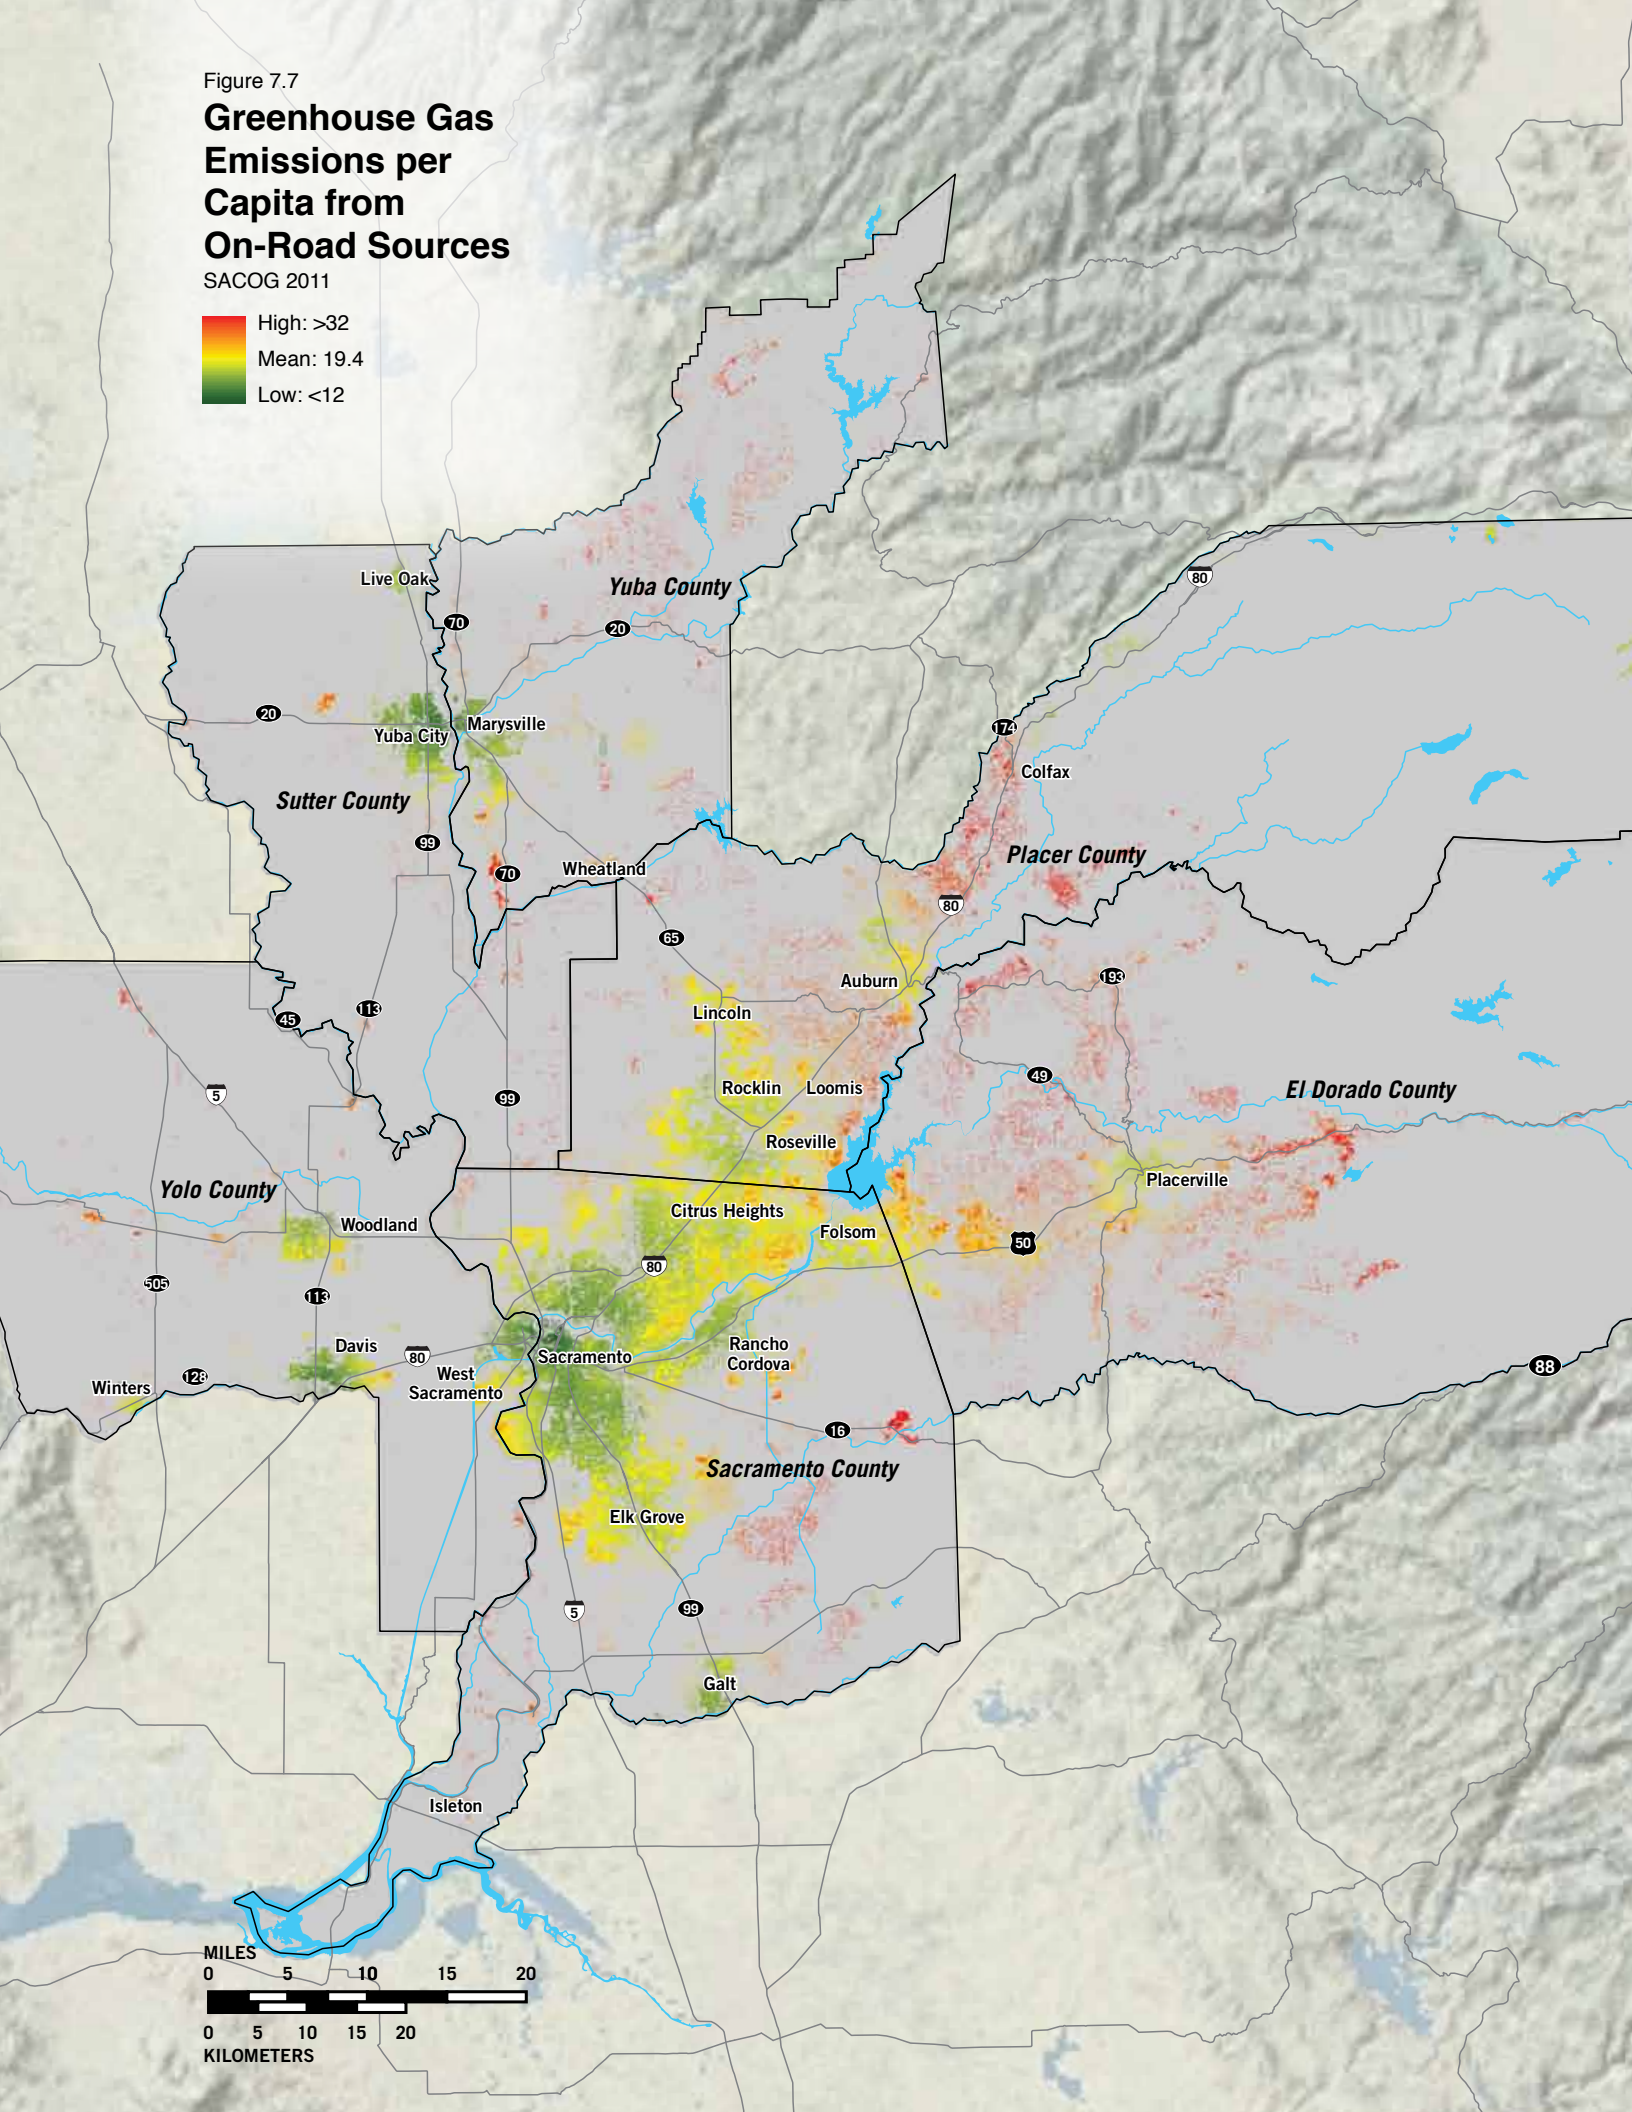 Figure 7.7
Greenhouse Gas
Emissions per
Capita from
On-Road Sources
SACOG 2011
High: >32
Mean: 19.4
Low: <12
80
Live Oak
Yuba County
70
20
20
Marysville
174
Yuba City
Colfax
Sutter County
99
Placer County
Wheatland
70
80
65
193
Auburn
113
Lincoln
45
49
5
99
Rocklin
Loomis
El Dorado County
Roseville
Placerville
Yolo County
Citrus Heights
Woodland
Folsom
50
80
505
113
Davis
Rancho
Cordova
80
Sacramento
88
128
West
Sacramento
Winters
16
Sacramento County
Elk Grove
5
99
Galt
Isleton
MILES
0 5 10 15 20
0 5 10 15 20
KILOMETERS